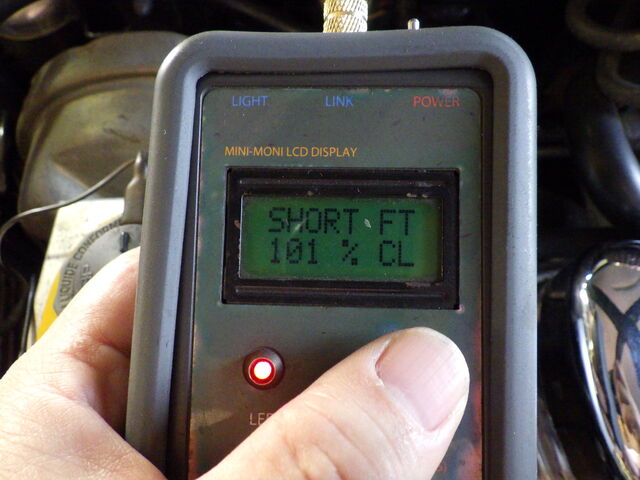 LIGHT LINK POWER
MINI-MONI LCD DISPLAY
SHORT FT
101 % CL